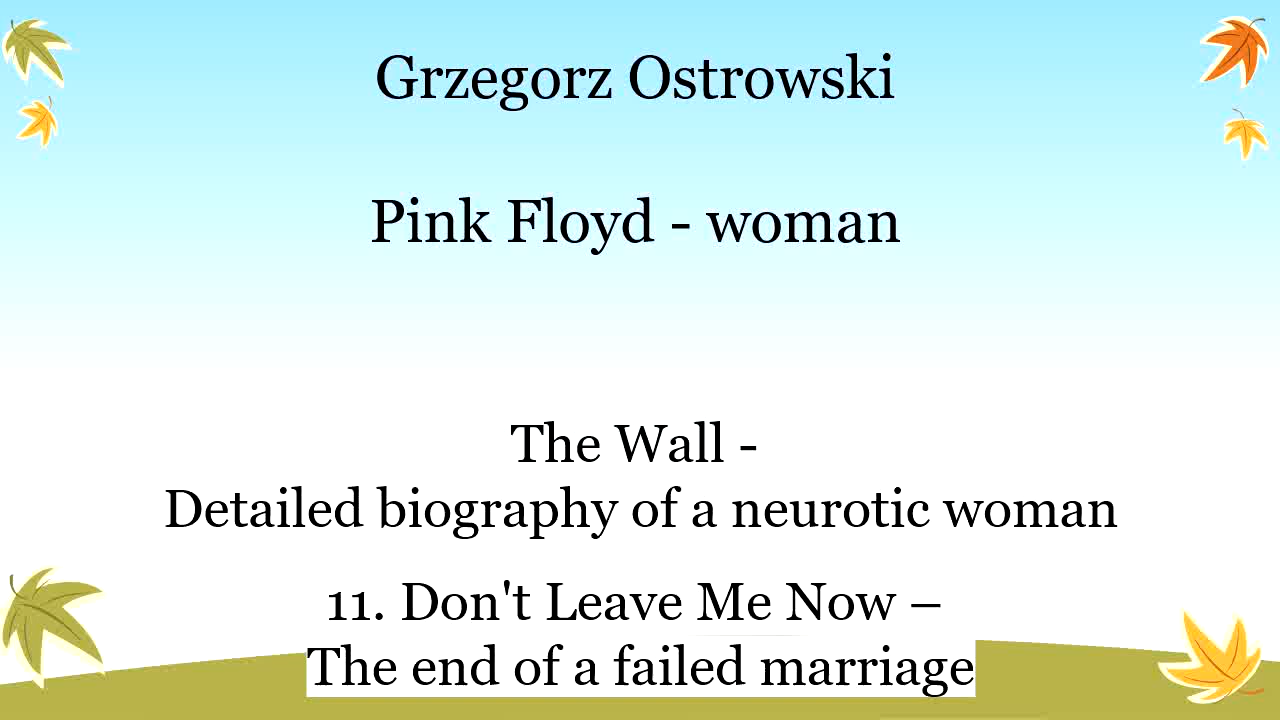 Grzegorz Ostrowski
Pink Floyd - woman
The Wall -
Detailed biography of a neurotic woman
11. Don't Leave Me Now –
The end of a failed marriage